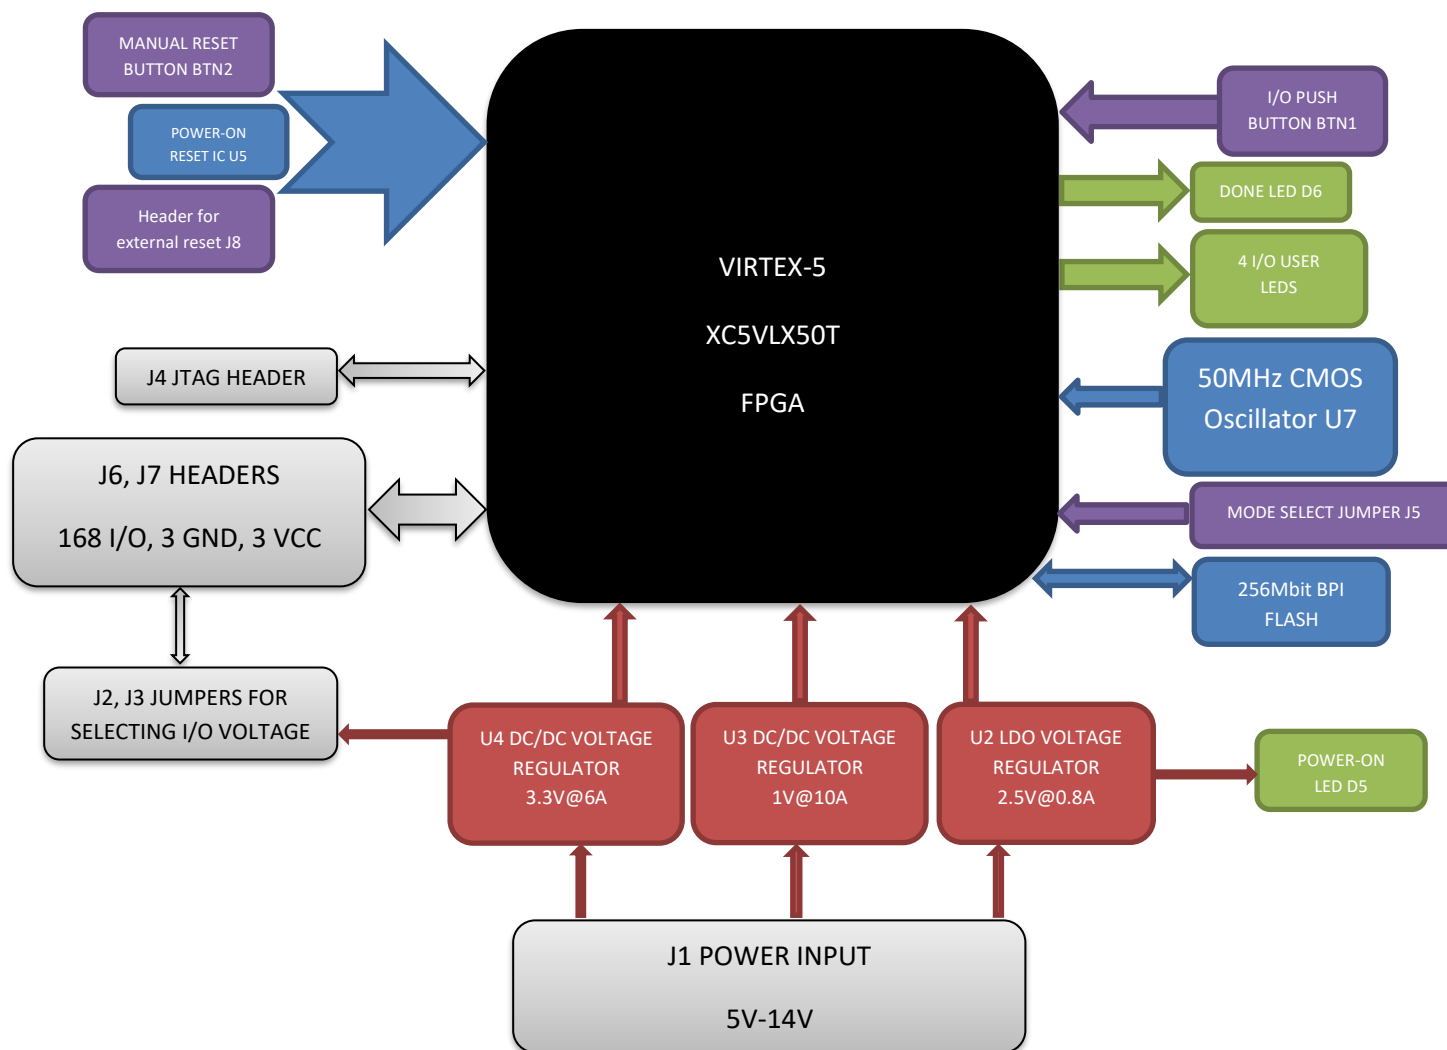 MANUAL RESET
BUTTON BTN2
POWER-ON
RESET IC U5
Header for
external reset J8
J4 JTAG HEADER
J6, J7 HEADERS
168 I/O, 3 GND, 3 VCC
J2, J3 JUMPERS FOR
SELECTING I/O VOLTAGE
VIRTEX-5
XC5VLX50T
FPGA
I/O PUSH
BUTTON BTN1
DONE LED D6
4 I/O USER
LEDS
50MHz CMOS
Oscillator U7
MODE SELECT JUMPER J5
256Mbit BPI
FLASH
U4 DC/DC VOLTAGE
REGULATOR
3.3V@6A
U3 DC/DC VOLTAGE
REGULATOR
1V@10A
U2 LDO VOLTAGE
REGULATOR
2.5V@0.8A
POWER-ON
LED D5
J1 POWER INPUT
5V-14V